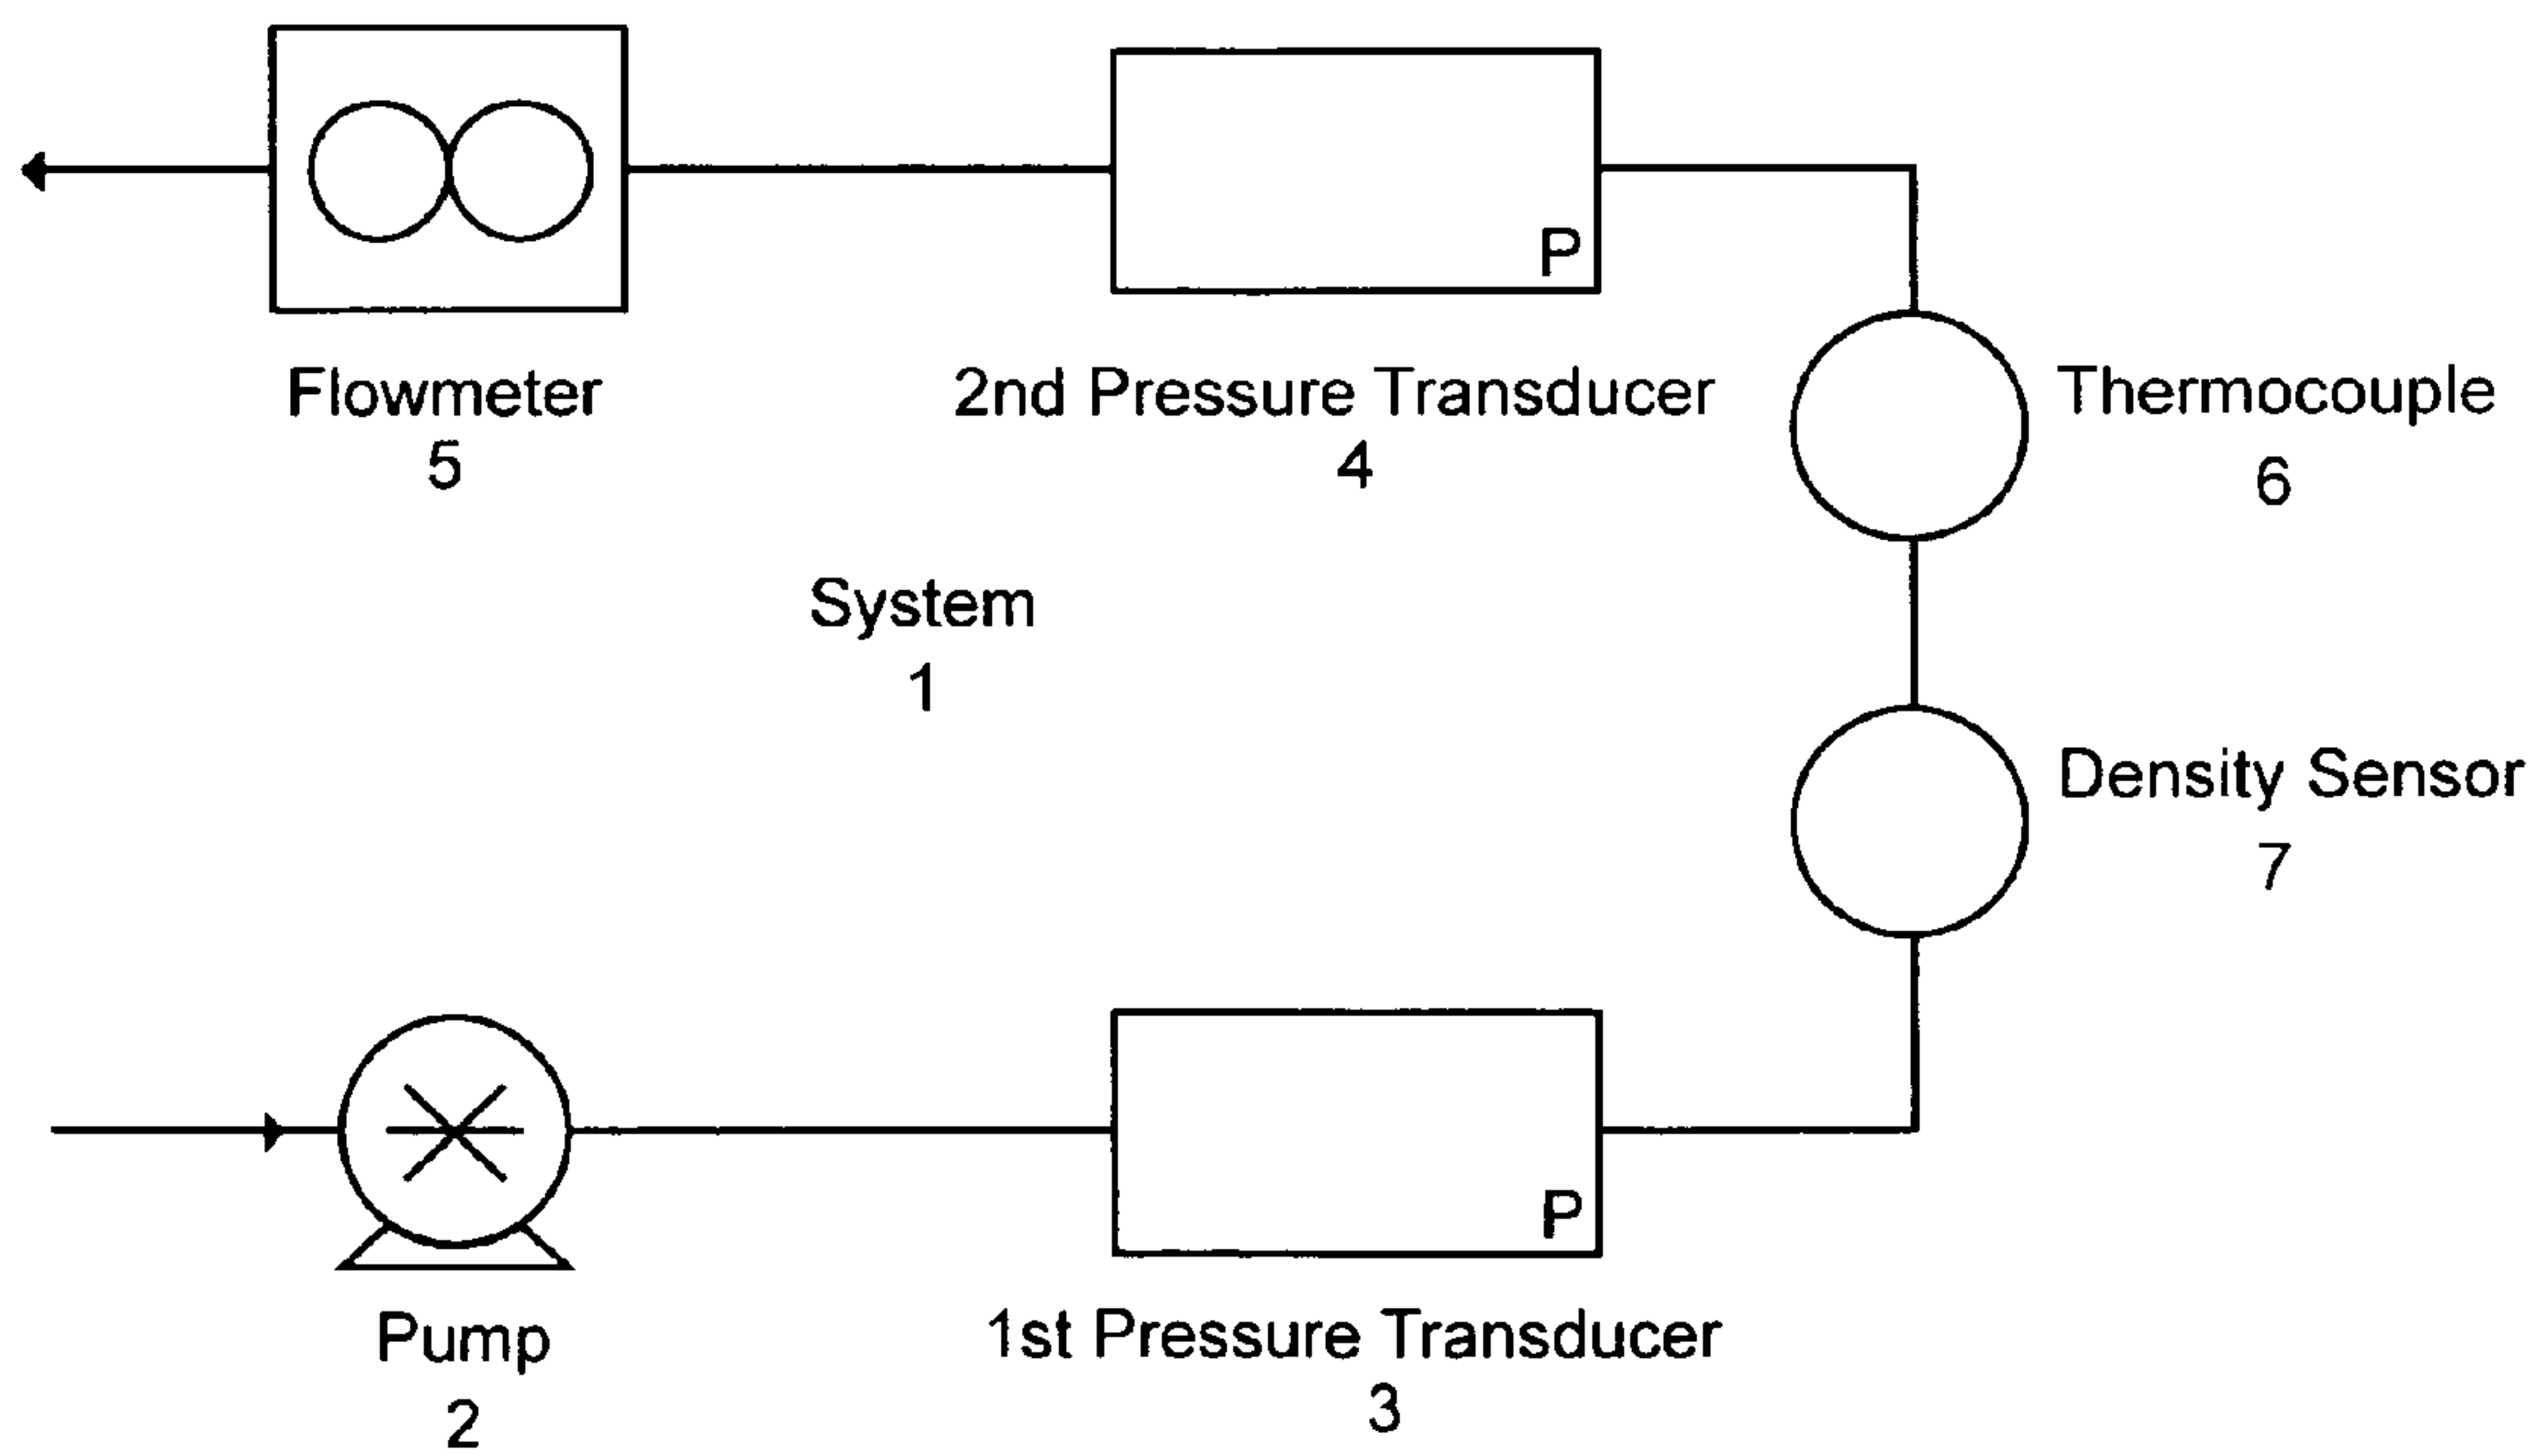 Flowmeter
5
2nd Pressure Transducer
4
P
Thermocouple
6
System
1
Density Sensor
7
Pump
2
1st Pressure Transducer
3
P